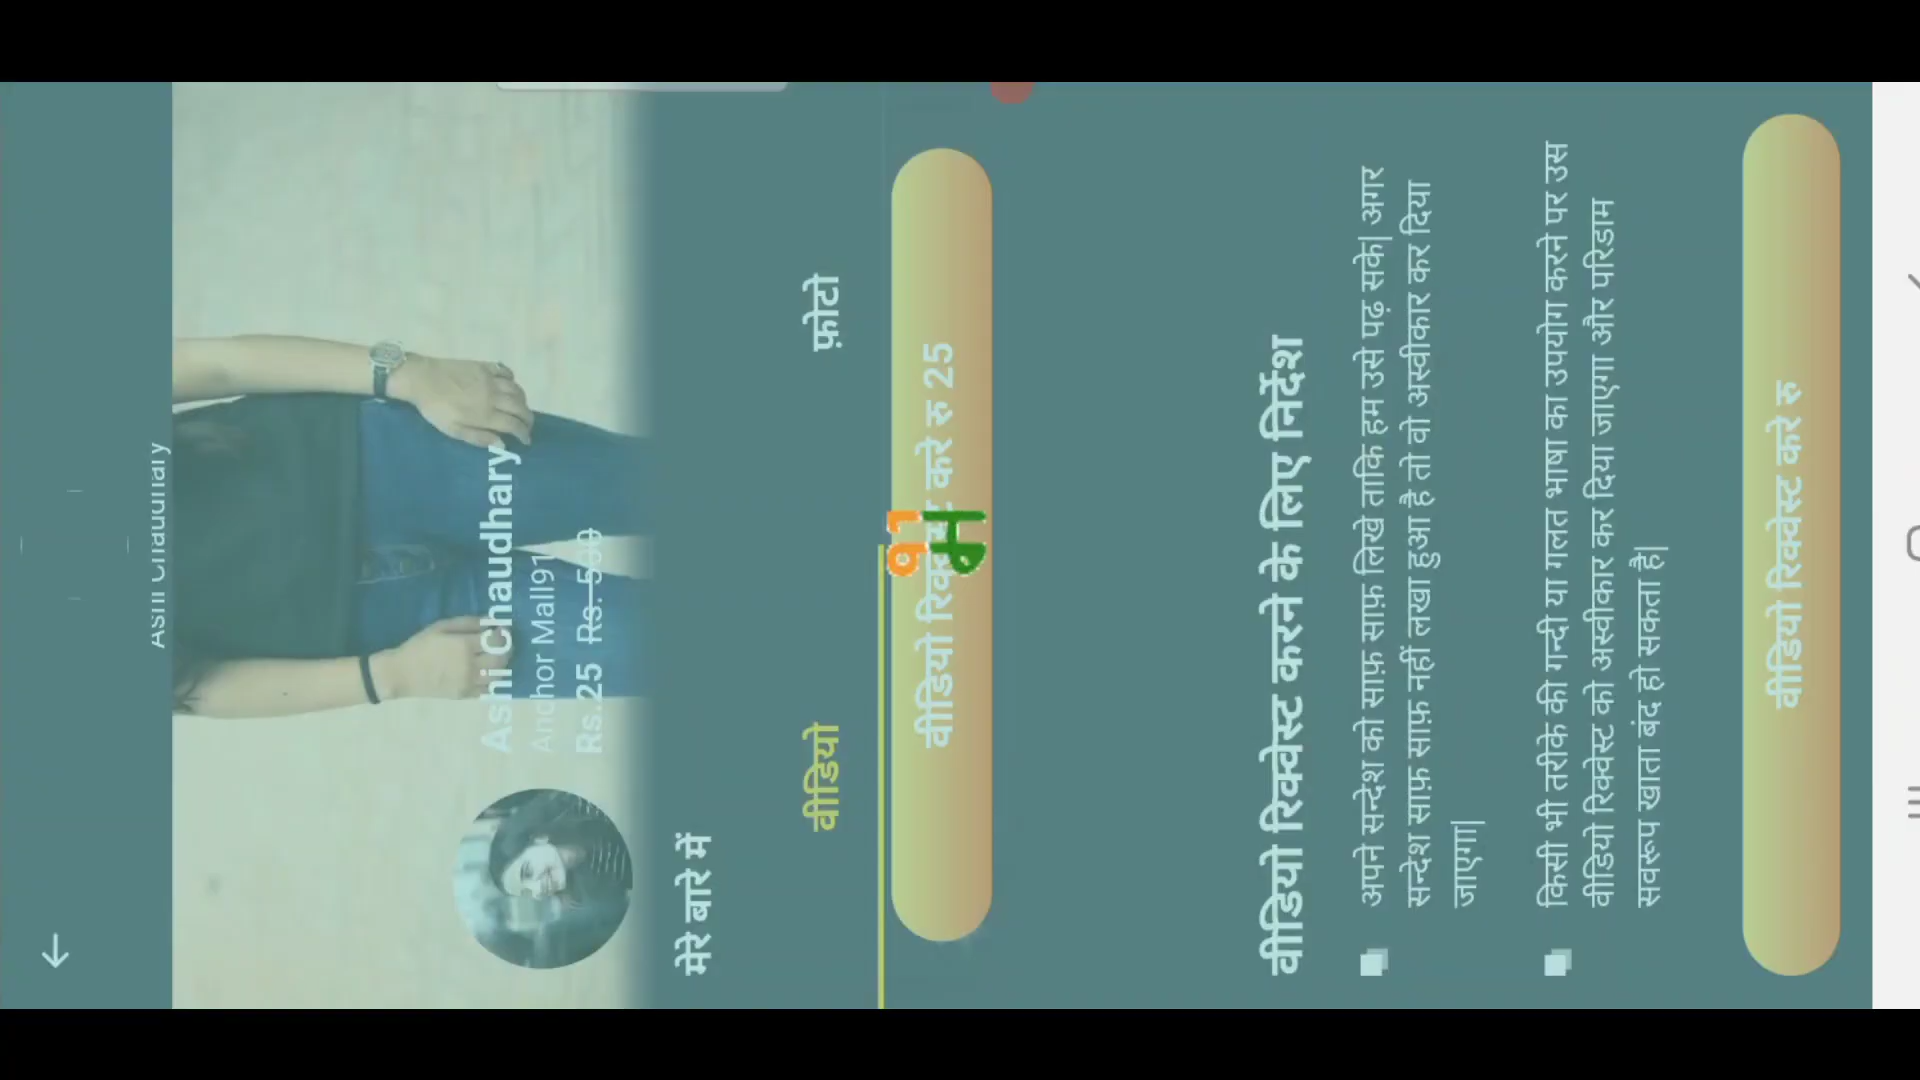 Ashi Chaudhary
Ashi Chaudhary
Anchor Mall91
Rs.25 Rs. 500
मेरे बारे में
वीडियो
फ़ोटो
वीडियो रिक्वेस्ट करे रु 25
९१
म
वीडियो रिक्वेस्ट करने के लिए निर्देश
अपने सन्देश को साफ़ साफ़ लिखे ताकि हम उसे पढ़ सके| अगर
सन्देश साफ़ साफ़ नहीं लखा हुआ है तो वो अस्वीकार कर दिया
जाएगा|
किसी भी तरीके की गन्दी या गलत भाषा का उपयोग करने पर उस
वीडियो रिक्वेस्ट को अस्वीकार कर दिया जाएगा और परिडाम
सवरूप खाता बंद हो सकता है|
वीडियो रिक्वेस्ट करे रु